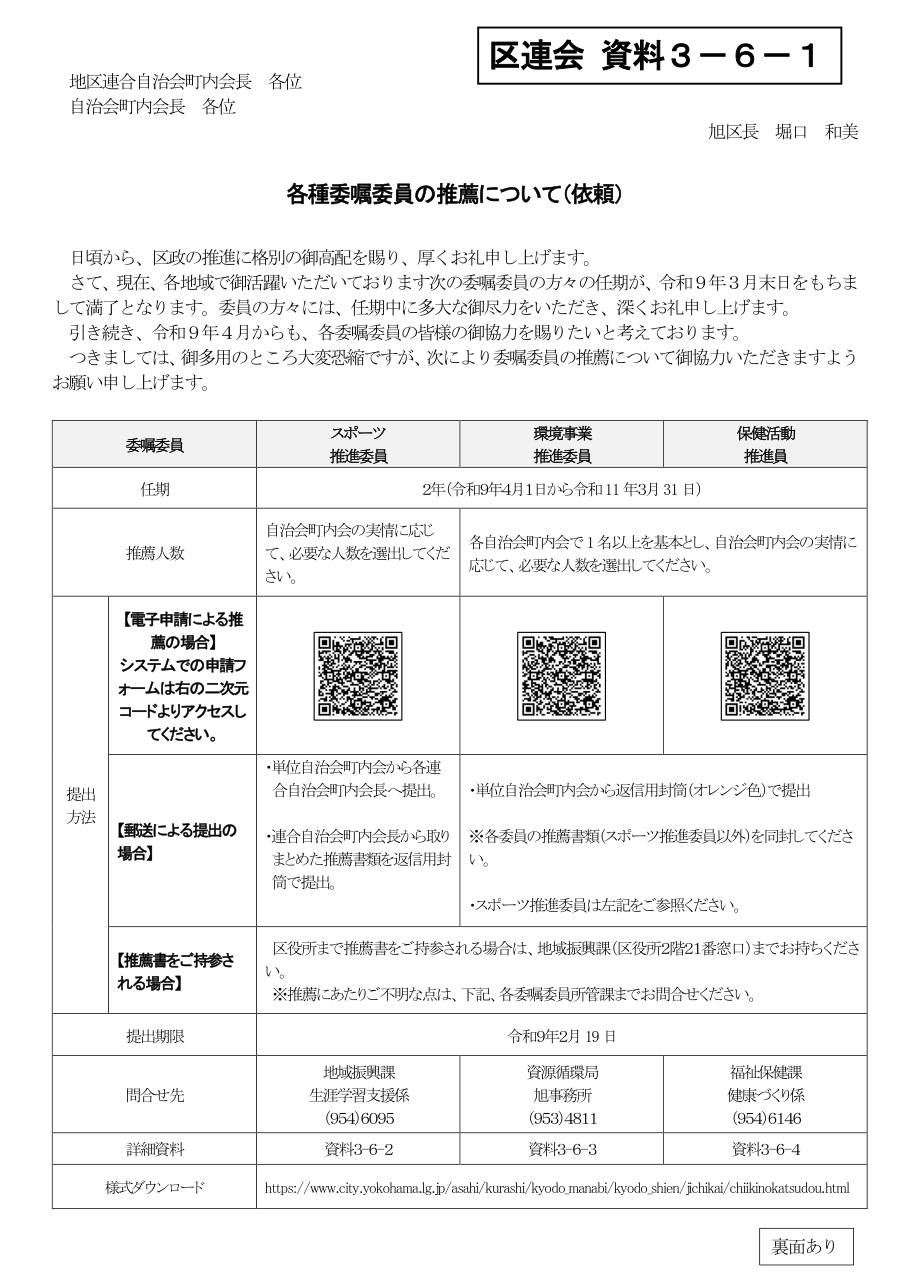 区連会 資料３－６－１
地区連合自治会町内会長　各位
自治会町内会長　各位
旭区長　堀口　和美
各種委嘱委員の推薦について（依頼）
日頃から、区政の推進に格別の御高配を賜り、厚くお礼申し上げます。
さて、現在、各地域で御活躍いただいております次の委嘱委員の方々の任期が、令和９年３月末日をもちま
して満了となります。委員の方々には、任期中に多大な御尽力をいただき、深くお礼申し上げます。
引き続き、令和９年４月からも、各委嘱委員の皆様の御協力を賜りたいと考えております。
つきましては、御多用のところ大変恐縮ですが、次により委嘱委員の推薦について御協力いただきますよう
お願い申し上げます。
委嘱委員
スポーツ
推進委員
環境事業
推進委員
保健活動
推進員
任期
2年（令和9年4月1日から令和 11 年3月 31 日）
推薦人数
自治会町内会の実情に応じ
て、必要な人数を選出してくだ
さい。
各自治会町内会で 1 名以上を基本とし、自治会町内会の実情に
応じて、必要な人数を選出してください。
提出
方法
【電子申請による推
薦の場合】
システムでの申請フ
ォームは右の二次元
コードよりアクセスし
てください。
【郵送による提出の
場合】
・単位自治会町内会から各連
合自治会町内会長へ提出。
・連合自治会町内会長から取り
まとめた推薦書類を返信用封
筒で提出。
・単位自治会町内会から返信用封筒（オレンジ色）で提出
※各委員の推薦書類（スポーツ推進委員以外）を同封してくださ
い。
・スポーツ推進委員は左記をご参照ください。
【推薦書をご持参さ
れる場合】
区役所まで推薦書をご持参される場合は、地域振興課（区役所2階21番窓口）までお持ちくださ
い。
※推薦にあたりご不明な点は、下記、各委嘱委員所管課までお問合せください。
提出期限
令和9年2月 19 日
問合せ先
地域振興課
生涯学習支援係
（954）6095
資源循環局
旭事務所
（953）4811
福祉保健課
健康づくり係
（954）6146
詳細資料
資料3-6-2
資料3-6-3
資料3-6-4
様式ダウンロード
https://www.city.yokohama.lg.jp/asahi/kurashi/kyodo_manabi/kyodo_shien/jichikai/chiikinokatsudou.html
裏面あり